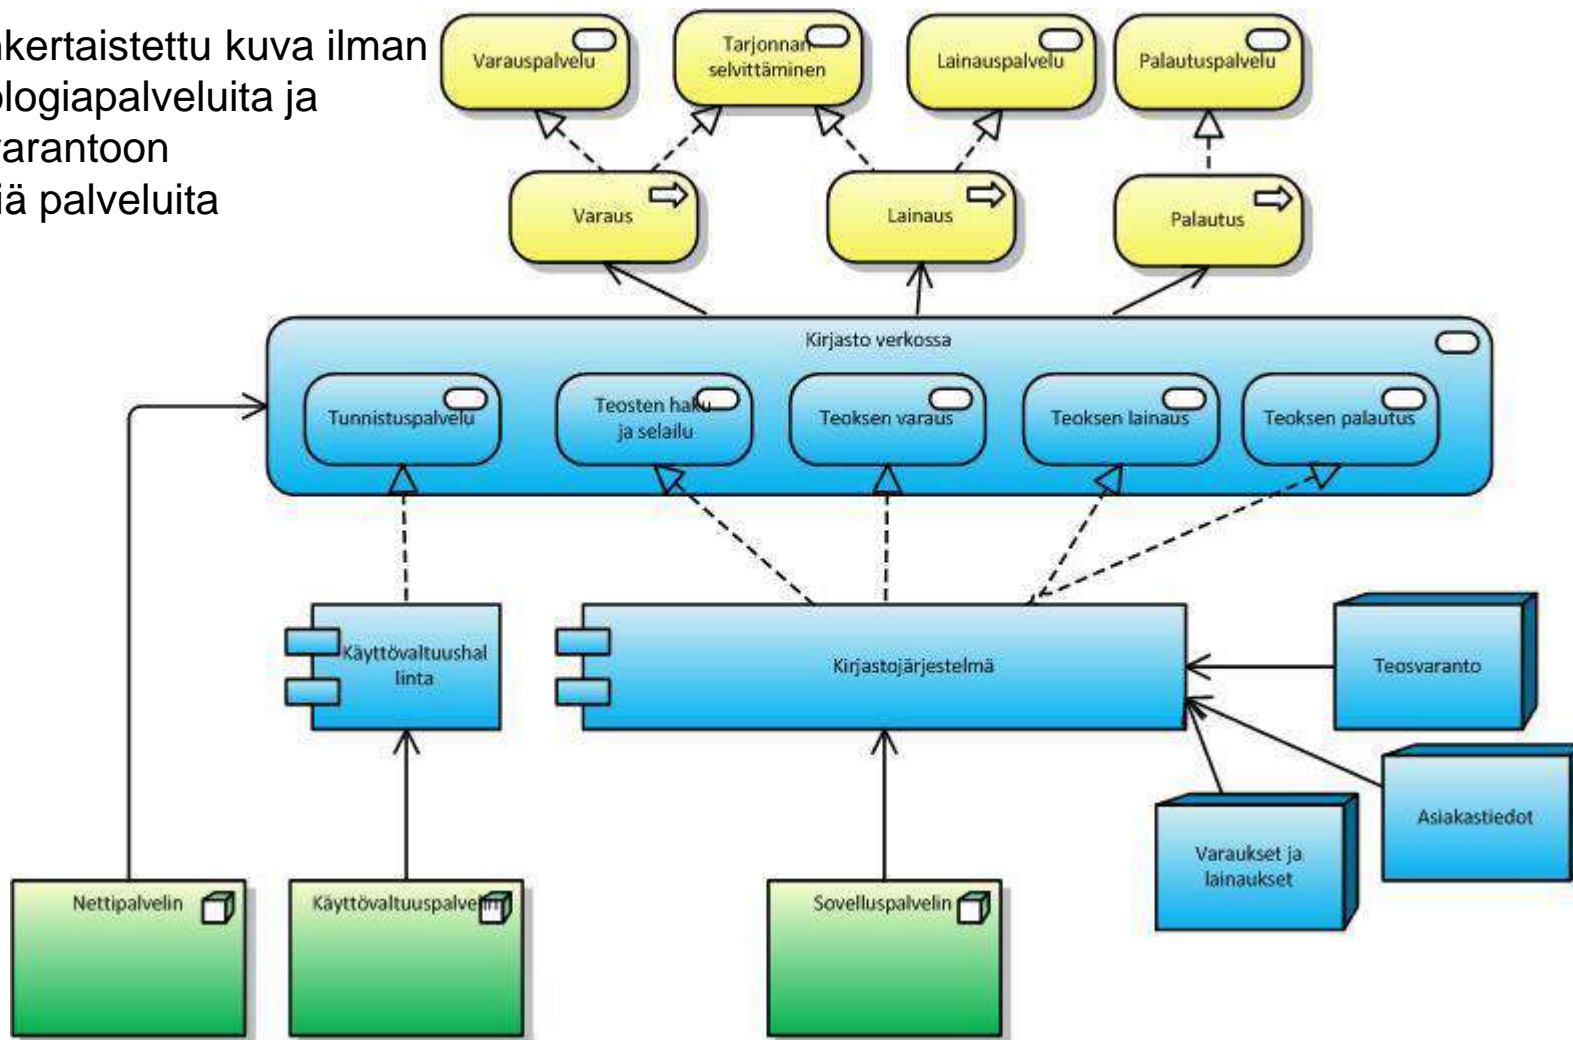 nkertaistettu kuva ilman
ologiapalveluita ja
varantoon
iä palveluita
Varauspalvelu
Tarjonnan
selvittäminen
Lainauspalvelu
Palautuspalvelu
Varaus
Lainaus
Palautus
Kirjasto verkossa
Tunnistuspalvelu
Teosten haku
ja selailu
Teoksen varaus
Teoksen lainaus
Teoksen palautus
Käyttövaltuushal
linta
Kirjastojärjestelmä
Teosvaranto
Asiakastiedot
Varaukset ja
lainaukset
Nettipalvelin
Käyttövaltuuspalvelin
Sovelluspalvelin